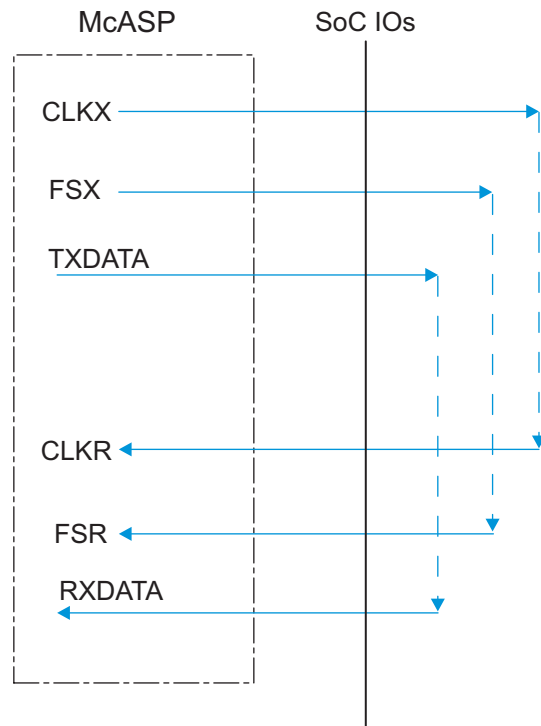 McASP
SoC IOs
CLKX
FSX
TXDATA
CLKR
FSR
RXDATA